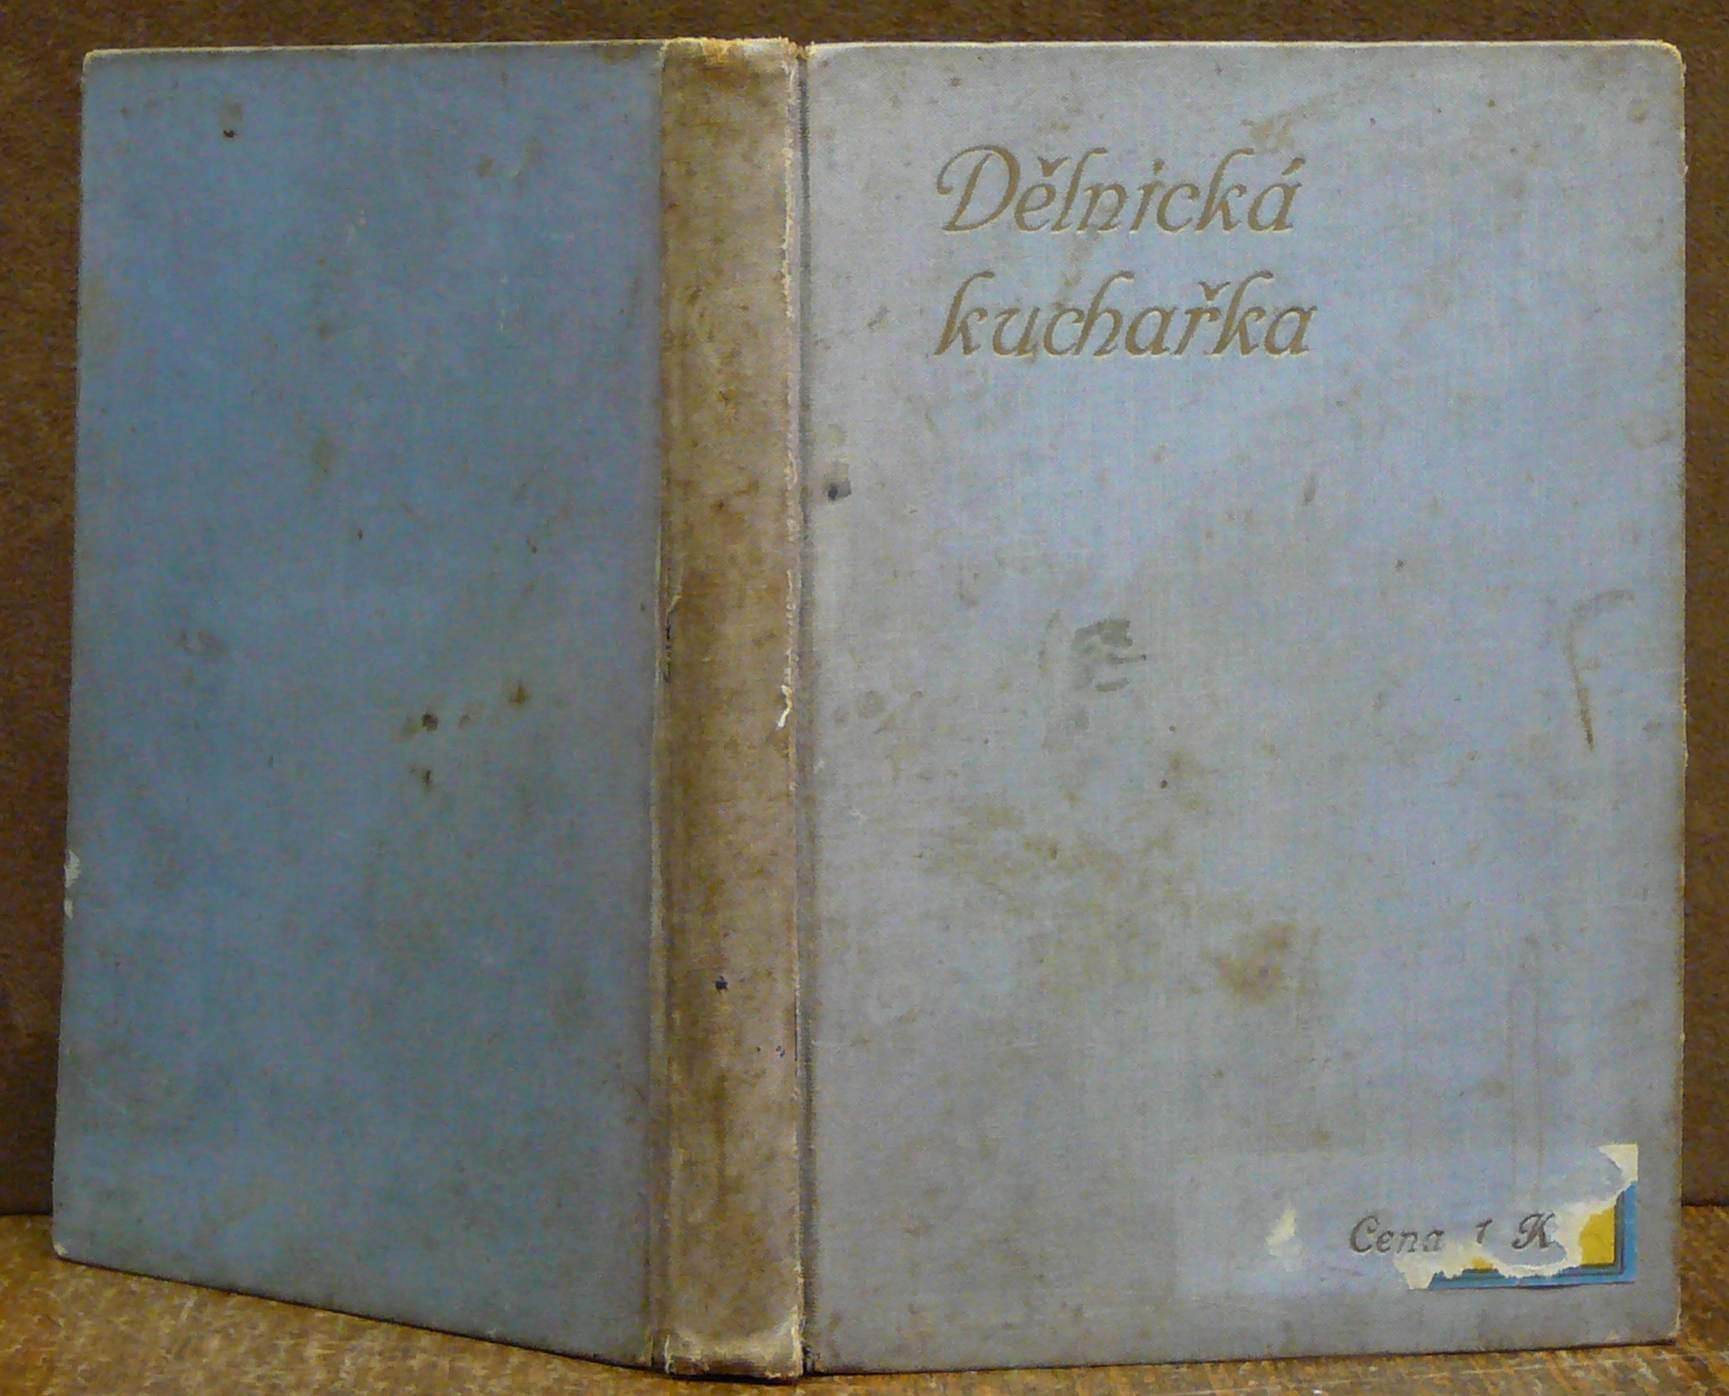 Dělnická
kuchařka
Cena 1 K